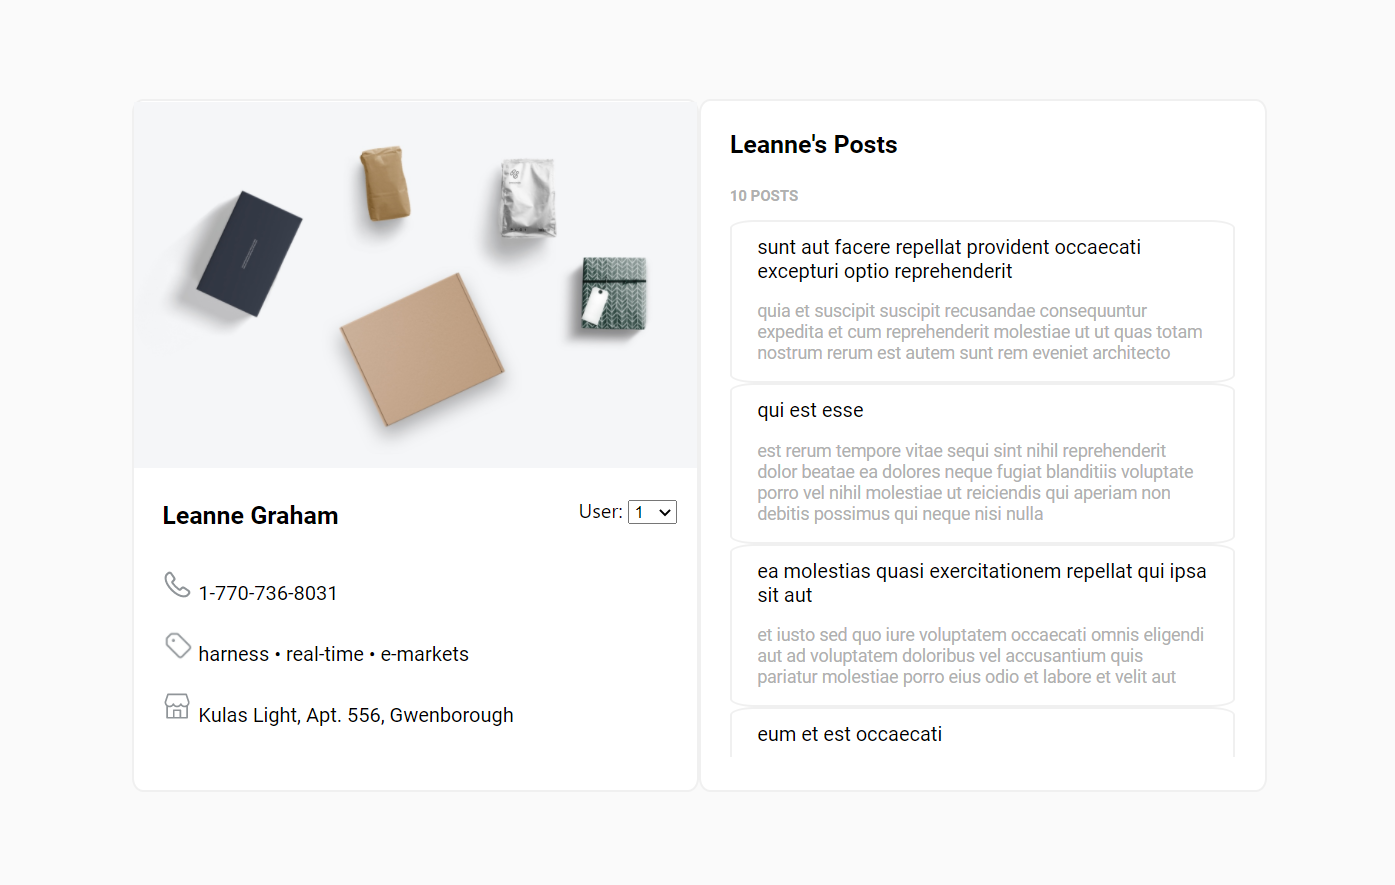 Leanne Graham
User: 1
1-770-736-8031
harness • real-time • e-markets
Kulas Light, Apt. 556, Gwenborough
Leanne's Posts
10 POSTS
sunt aut facere repellat provident occaecati
excepturi optio reprehenderit
quia et suscipit suscipit recusandae consequuntur
expedita et cum reprehenderit molestiae ut ut quas totam
nostrum rerum est autem sunt rem eveniet architecto
qui est esse
est rerum tempore vitae sequi sint nihil reprehenderit
dolor beatae ea dolores neque fugiat blanditiis voluptate
porro vel nihil molestiae ut reiciendis qui aperiam non
debitis possimus qui neque nisi nulla
ea molestias quasi exercitationem repellat qui ipsa
sit aut
et iusto sed quo iure voluptatem occaecati omnis eligendi
aut ad voluptatem doloribus vel accusantium quis
pariatur molestiae porro eius odio et labore et velit aut
eum et est occaecati